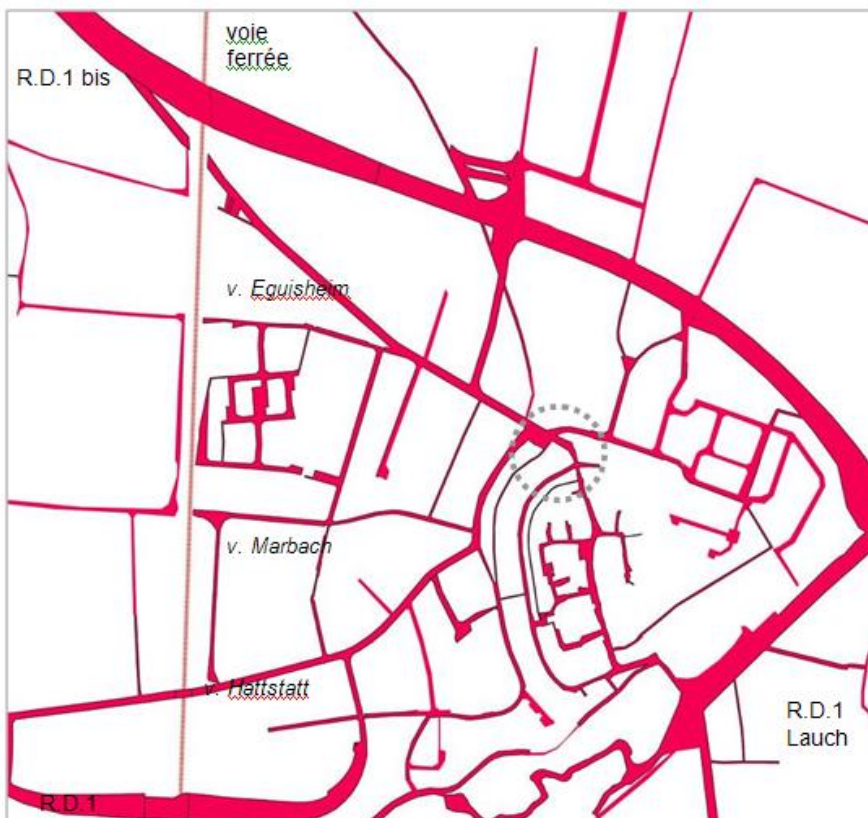 voie
ferrée
R.D.1 bis
v. Eguisheim
v. Marbach
v. Hattstatt
R.D.1
Lauch
R.D.1